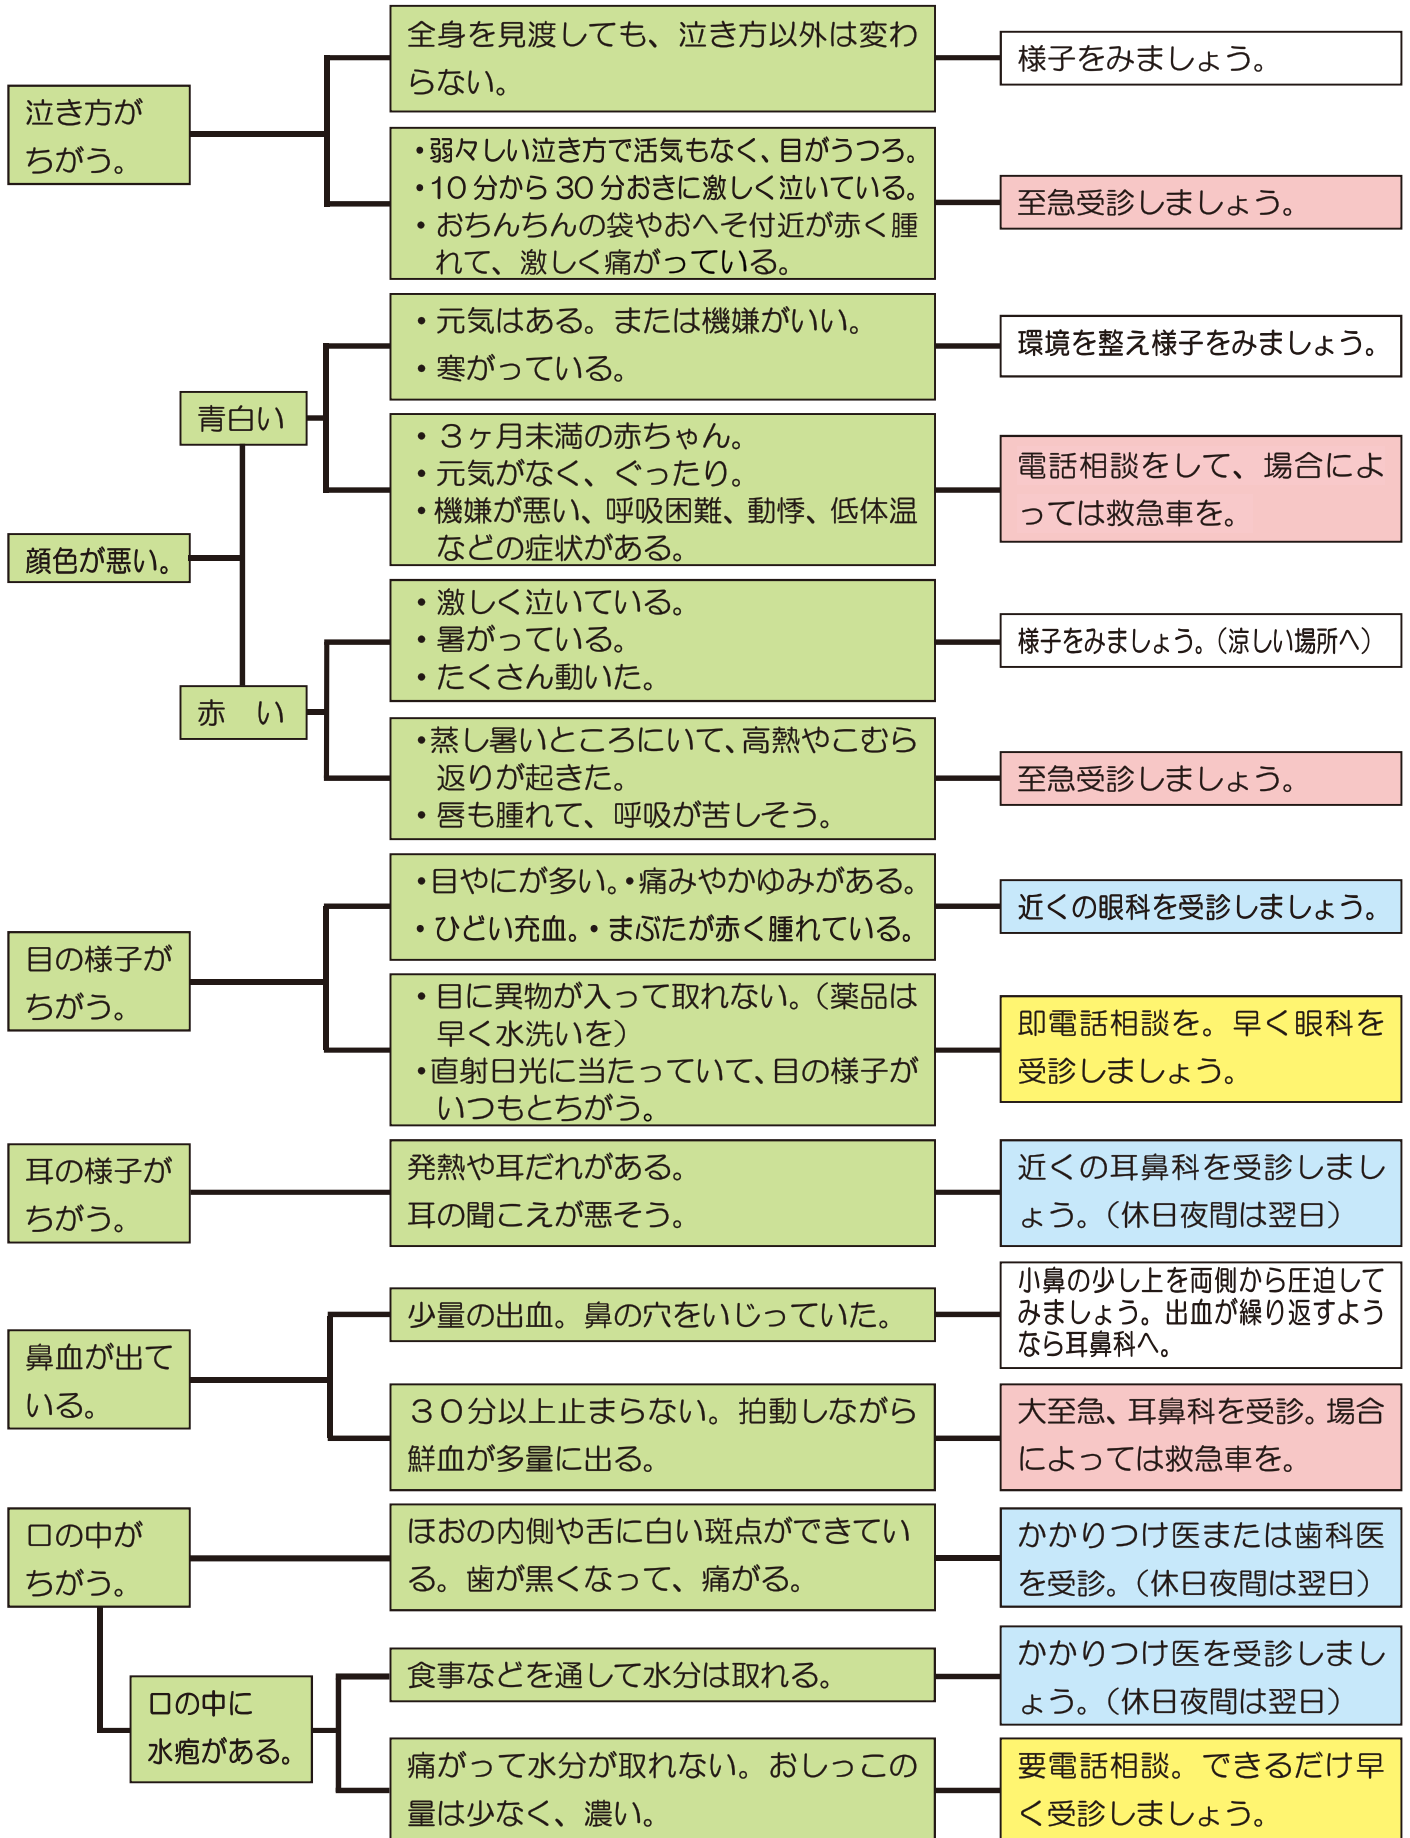 泣き方が
ちがう。
全身を見渡しても、泣き方以外は変わ
らない。
様子をみましょう。
・弱々しい泣き方で活気もなく、目がうつろ。
・10分から30分おきに激しく泣いている。
・おちんちんの袋やおへそ付近が赤く腫
れて、激しく痛がっている。
至急受診しましょう。
顔色が悪い。
青白い
・元気はある。または機嫌がいい。
・寒がっている。
環境を整え様子をみましょう。
・３ヶ月未満の赤ちゃん。
・元気がなく、ぐったり。
・機嫌が悪い、呼吸困難、動悸、低体温
などの症状がある。
電話相談をして、場合によ
っては救急車を。
赤　い
・激しく泣いている。
・暑がっている。
・たくさん動いた。
様子をみましょう。（涼しい場所へ）
・蒸し暑いところにいて、高熱やこむら
返りが起きた。
・唇も腫れて、呼吸が苦しそう。
至急受診しましょう。
目の様子が
ちがう。
・目やにが多い。・痛みやかゆみがある。
・ひどい充血。・まぶたが赤く腫れている。
近くの眼科を受診しましょう。
・目に異物が入って取れない。（薬品は
早く水洗いを）
・直射日光に当たっていて、目の様子が
いつもとちがう。
即電話相談を。早く眼科を
受診しましょう。
耳の様子が
ちがう。
発熱や耳だれがある。
耳の聞こえが悪そう。
近くの耳鼻科を受診しまし
ょう。（休日夜間は翌日）
鼻血が出て
いる。
少量の出血。鼻の穴をいじっていた。
小鼻の少し上を両側から圧迫して
みましょう。出血が繰り返すよう
なら耳鼻科へ。
３０分以上止まらない。拍動しながら
鮮血が多量に出る。
大至急、耳鼻科を受診。場合
によっては救急車を。
口の中が
ちがう。
ほおの内側や舌に白い斑点ができてい
る。歯が黒くなって、痛がる。
かかりつけ医または歯科医
を受診。（休日夜間は翌日）
口の中に
水疱がある。
食事などを通して水分は取れる。
かかりつけ医を受診しまし
ょう。（休日夜間は翌日）
痛がって水分が取れない。おしっこの
量は少なく、濃い。
要電話相談。できるだけ早
く受診しましょう。